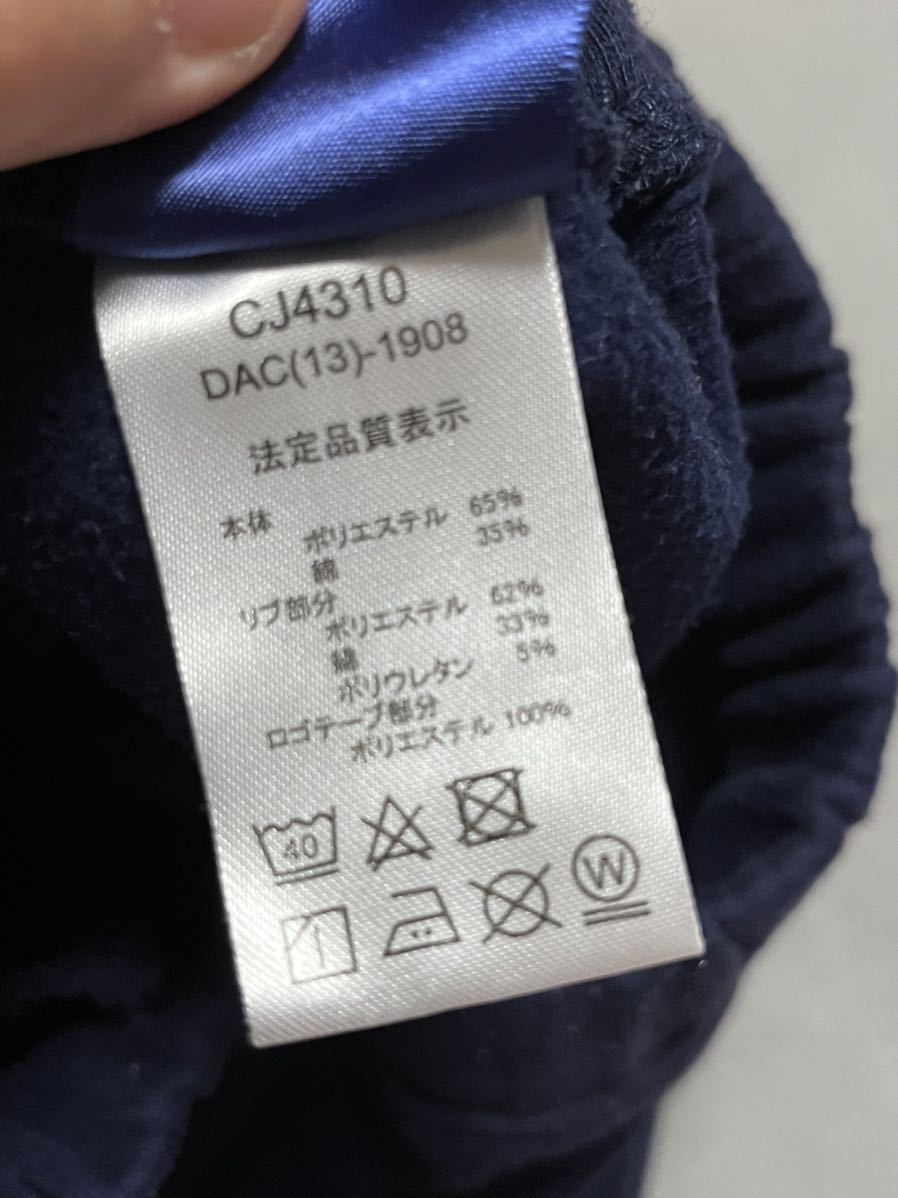 CJ4310
DAC(13)-1908
法定品質表示
本体
ポリエステル 65%
綿 35%
リブ部分
ポリエステル 62%
綿 33%
ポリウレタン 5%
ロゴテープ部分
ポリエステル 100%
40
W